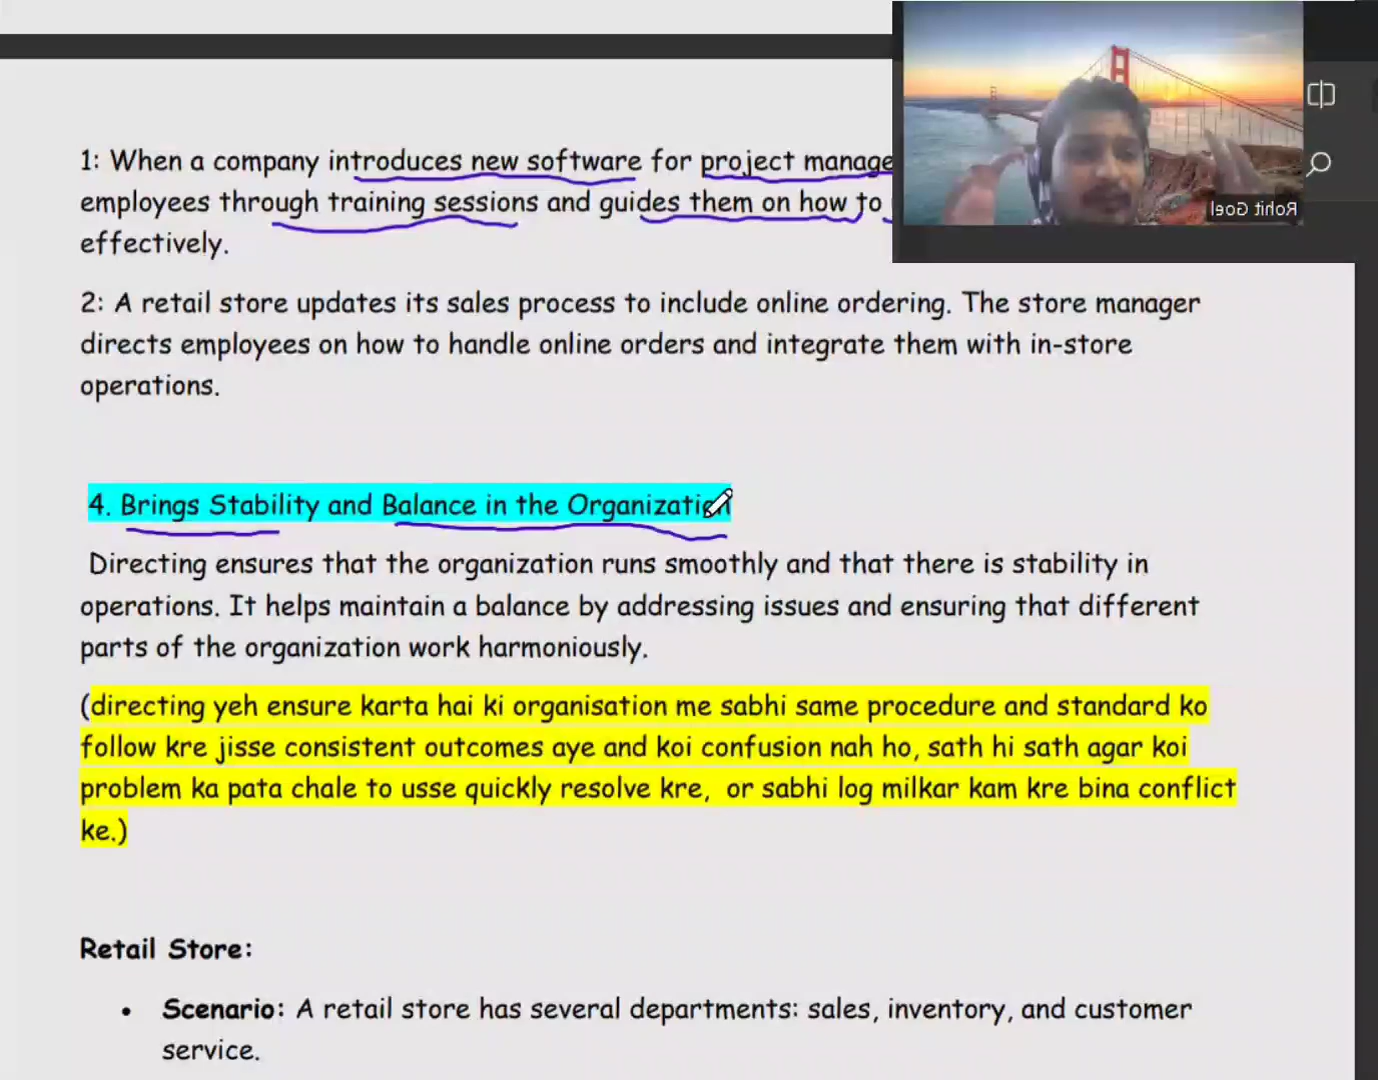 1: When a company introduces new software for project manage
employees through training sessions and guides them on how to
effectively.
Rohit Goel
2: A retail store updates its sales process to include online ordering. The store manager
directs employees on how to handle online orders and integrate them with in-store
operations.
4. Brings Stability and Balance in the Organization
Directing ensures that the organization runs smoothly and that there is stability in
operations. It helps maintain a balance by addressing issues and ensuring that different
parts of the organization work harmoniously.
(directing yeh ensure karta hai ki organisation me sabhi same procedure and standard ko
follow kre jisse consistent outcomes aye and koi confusion nah ho, sath hi sath agar koi
problem ka pata chale to usse quickly resolve kre, or sabhi log milkar kam kre bina conflict
ke.)
Retail Store:
• Scenario: A retail store has several departments: sales, inventory, and customer
service.